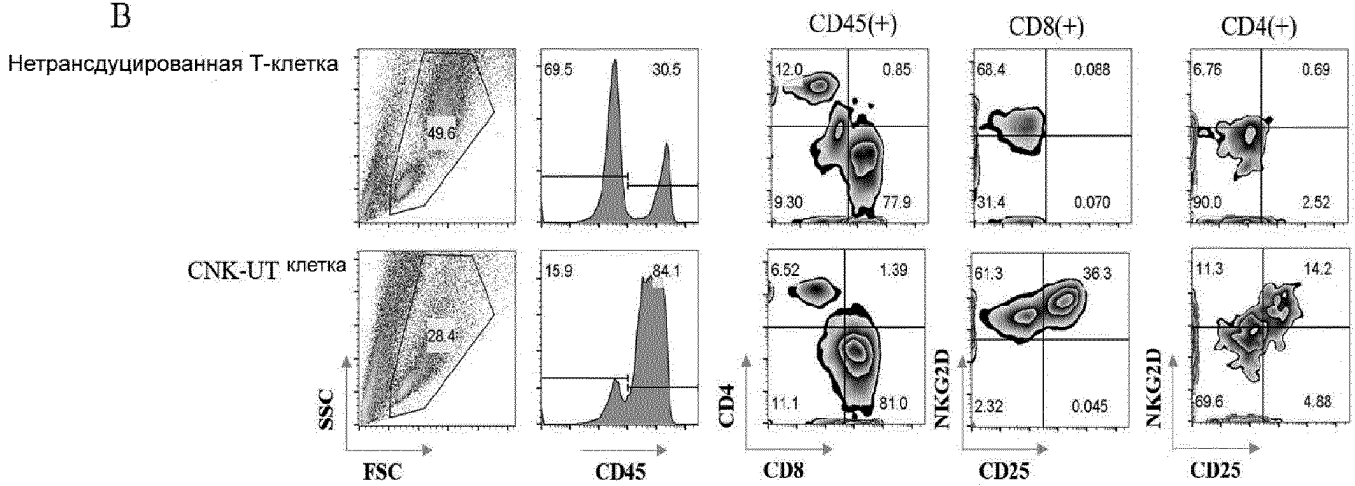 B
CD45(+) CD8(+) CD4(+)
Нетрансдуцированная Т-клетка
49.6
69.5 30.5
12.0 0.85
9.30 77.9
68.4 0.088
31.4 0.070
6.76 0.69
90.0 2.52
CNK-UT клетка
28.4
15.9 84.1
6.52 1.39
11.1 81.0
61.3 36.3
2.32 0.045
11.3 14.2
69.6 4.88
SSC
FSC
CD45
CD4
CD8
NKG2D
CD25
NKG2D
CD25